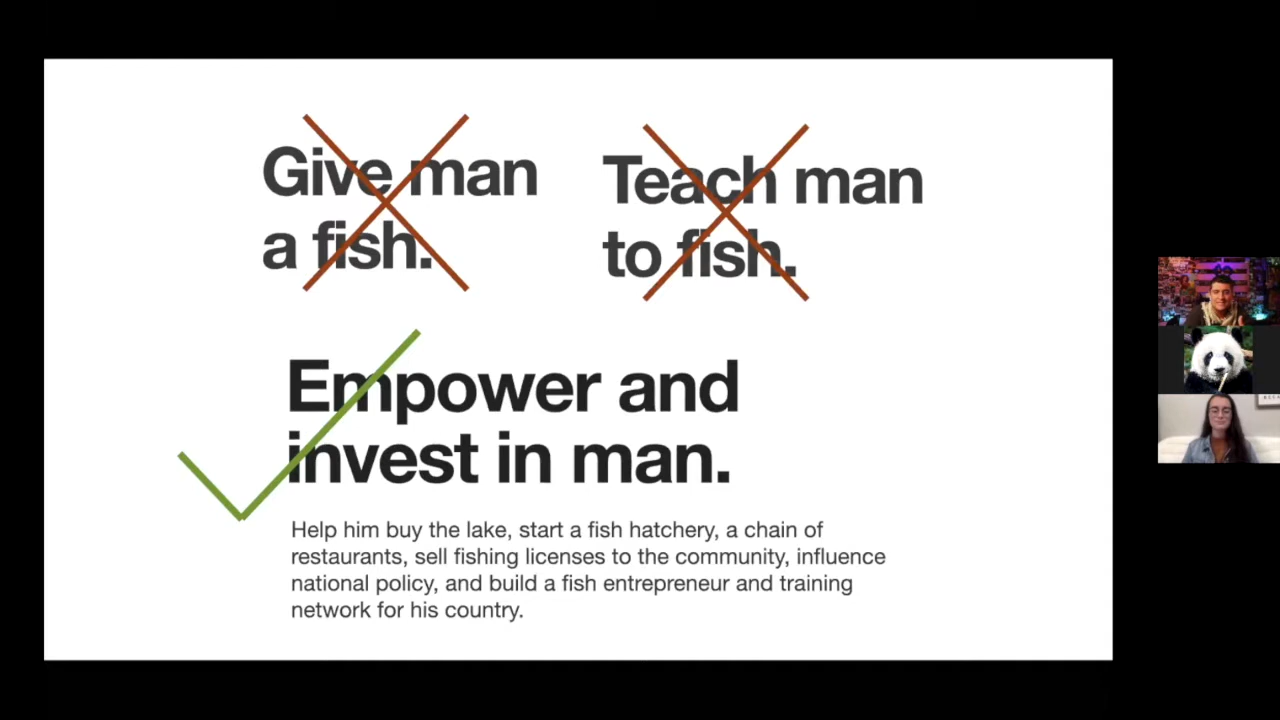 Give man
a fish.
Teach man
to fish.
Empower and
invest in man.
Help him buy the lake, start a fish hatchery, a chain of
restaurants, sell fishing licenses to the community, influence
national policy, and build a fish entrepreneur and training
network for his country.